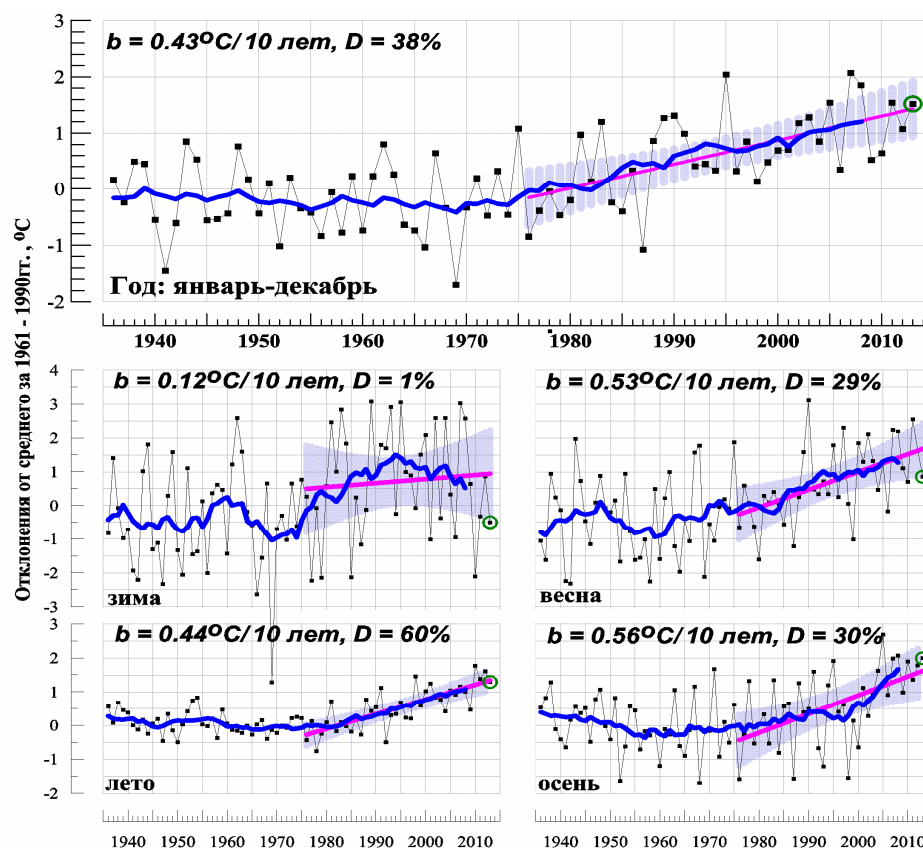 Отклонения от среднего за 1961 - 1990гг. , ºC
3
2
1
0
-1
-2
b = 0.43ºC/10 лет, D = 38%
Год: январь-декабрь
1940 1950 1960 1970 1980 1990 2000 2010
4
3
2
1
0
-1
-2
-3
b = 0.12ºC/10 лет, D = 1%
зима
b = 0.53ºC/10 лет, D = 29%
весна
3
2
1
0
-1
-2
b = 0.44ºC/10 лет, D = 60%
лето
b = 0.56ºC/10 лет, D = 30%
осень
1940 1950 1960 1970 1980 1990 2000 2010
1940 1950 1960 1970 1980 1990 2000 2010